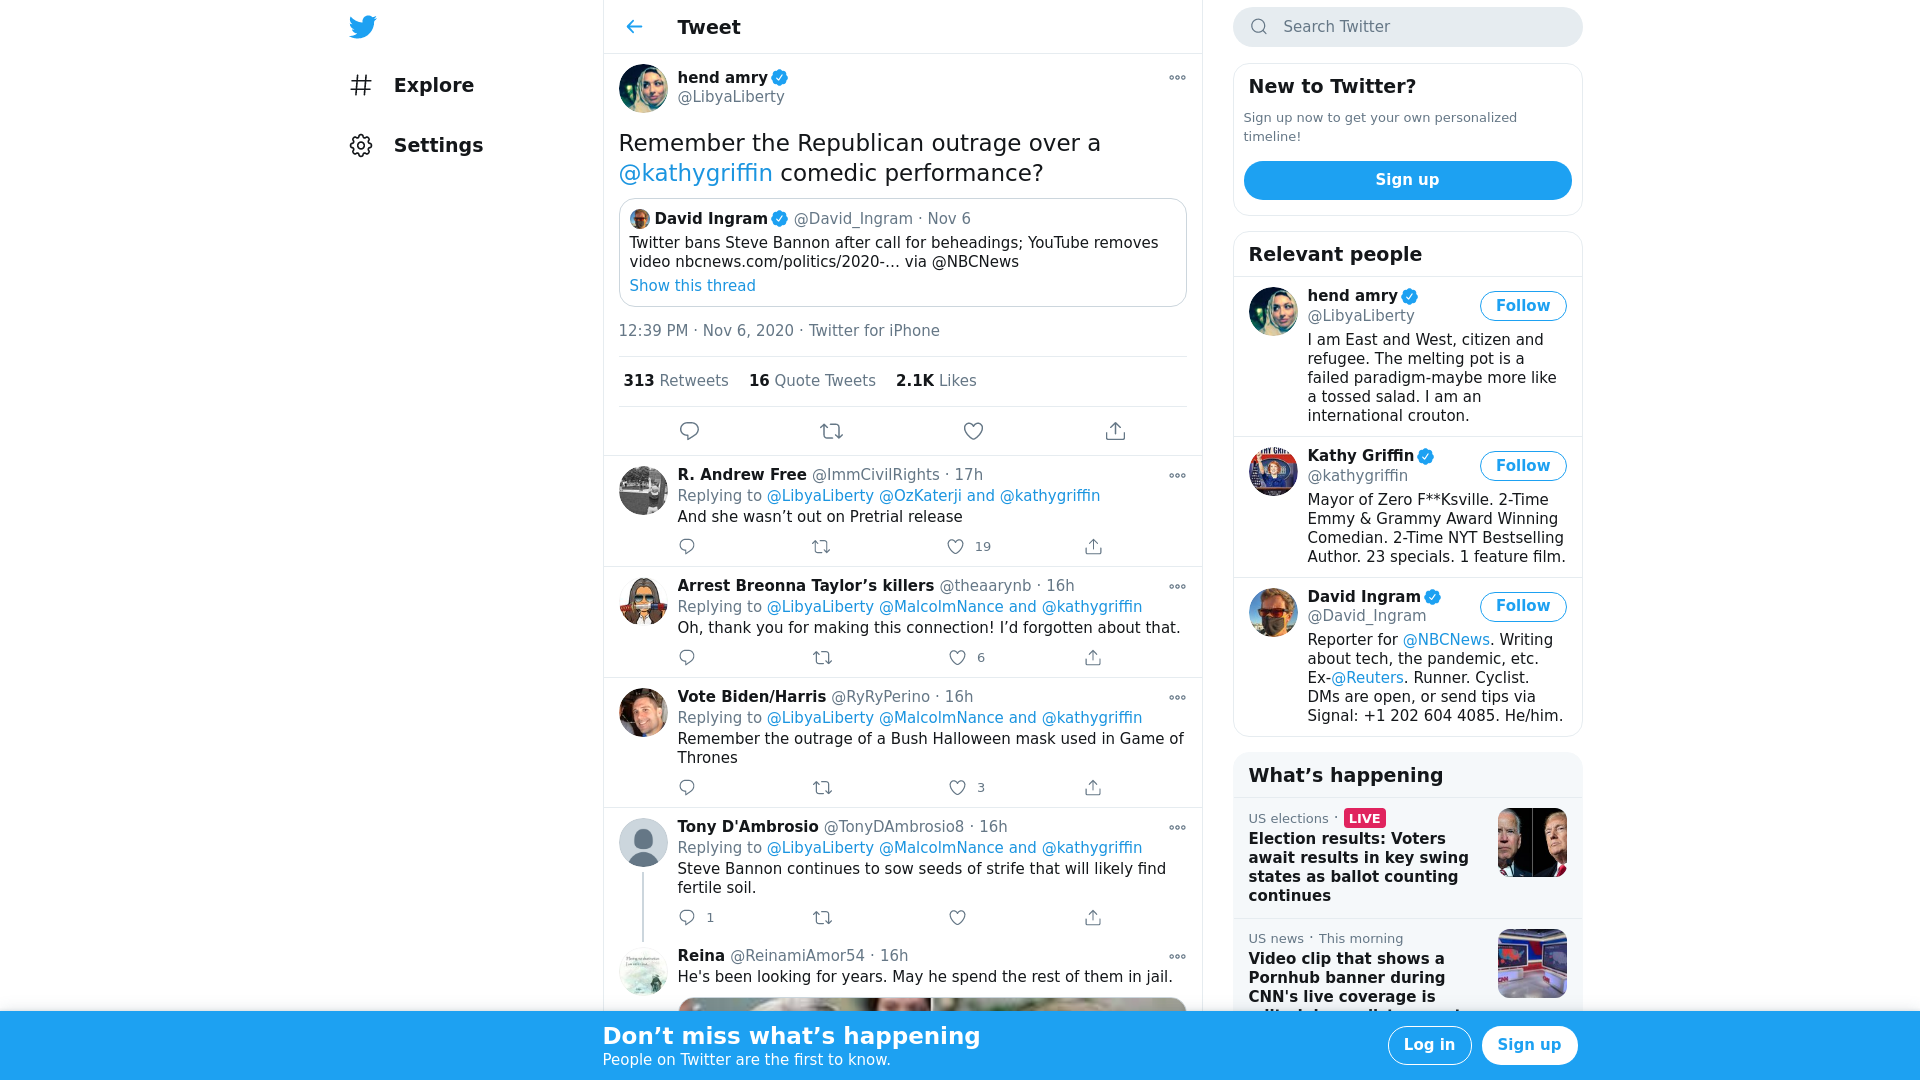 Explore
Settings
Tweet
hend amry
@LibyaLiberty
Remember the Republican outrage over a
@kathygriffin comedic performance?
David Ingram @David_Ingram · Nov 6
Twitter bans Steve Bannon after call for beheadings; YouTube removes
video nbcnews.com/politics/2020-… via @NBCNews
Show this thread
12:39 PM · Nov 6, 2020 · Twitter for iPhone
313 Retweets 16 Quote Tweets 2.1K Likes
R. Andrew Free @ImmCivilRights · 17h
Replying to @LibyaLiberty @OzKaterji and @kathygriffin
And she wasn’t out on Pretrial release
19
Arrest Breonna Taylor’s killers @theaarynb · 16h
Replying to @LibyaLiberty @MalcolmNance and @kathygriffin
Oh, thank you for making this connection! I’d forgotten about that.
6
Vote Biden/Harris @RyRyPerino · 16h
Replying to @LibyaLiberty @MalcolmNance and @kathygriffin
Remember the outrage of a Bush Halloween mask used in Game of
Thrones
3
Tony D'Ambrosio @TonyDAmbrosio8 · 16h
Replying to @LibyaLiberty @MalcolmNance and @kathygriffin
Steve Bannon continues to sow seeds of strife that will likely find
fertile soil.
1
Reina @ReinamiAmor54 · 16h
He's been looking for years. May he spend the rest of them in jail.
Search Twitter
New to Twitter?
Sign up now to get your own personalized
timeline!
Sign up
Relevant people
hend amry
@LibyaLiberty
Follow
I am East and West, citizen and
refugee. The melting pot is a
failed paradigm-maybe more like
a tossed salad. I am an
international crouton.
Kathy Griffin
@kathygriffin
Follow
Mayor of Zero F**Ksville. 2-Time
Emmy & Grammy Award Winning
Comedian. 2-Time NYT Bestselling
Author. 23 specials. 1 feature film.
David Ingram
@David_Ingram
Follow
Reporter for @NBCNews. Writing
about tech, the pandemic, etc.
Ex-@Reuters. Runner. Cyclist.
DMs are open, or send tips via
Signal: +1 202 604 4085. He/him.
What’s happening
US elections · LIVE
Election results: Voters
await results in key swing
states as ballot counting
continues
US news · This morning
Video clip that shows a
Pornhub banner during
CNN's live coverage is
Don’t miss what’s happening
People on Twitter are the first to know.
Log in
Sign up